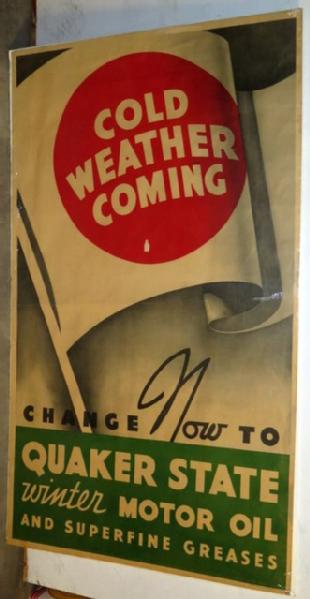 COLD
WEATHER
COMING
CHANGE Now TO
QUAKER STATE
winter MOTOR OIL
AND SUPERFINE GREASES